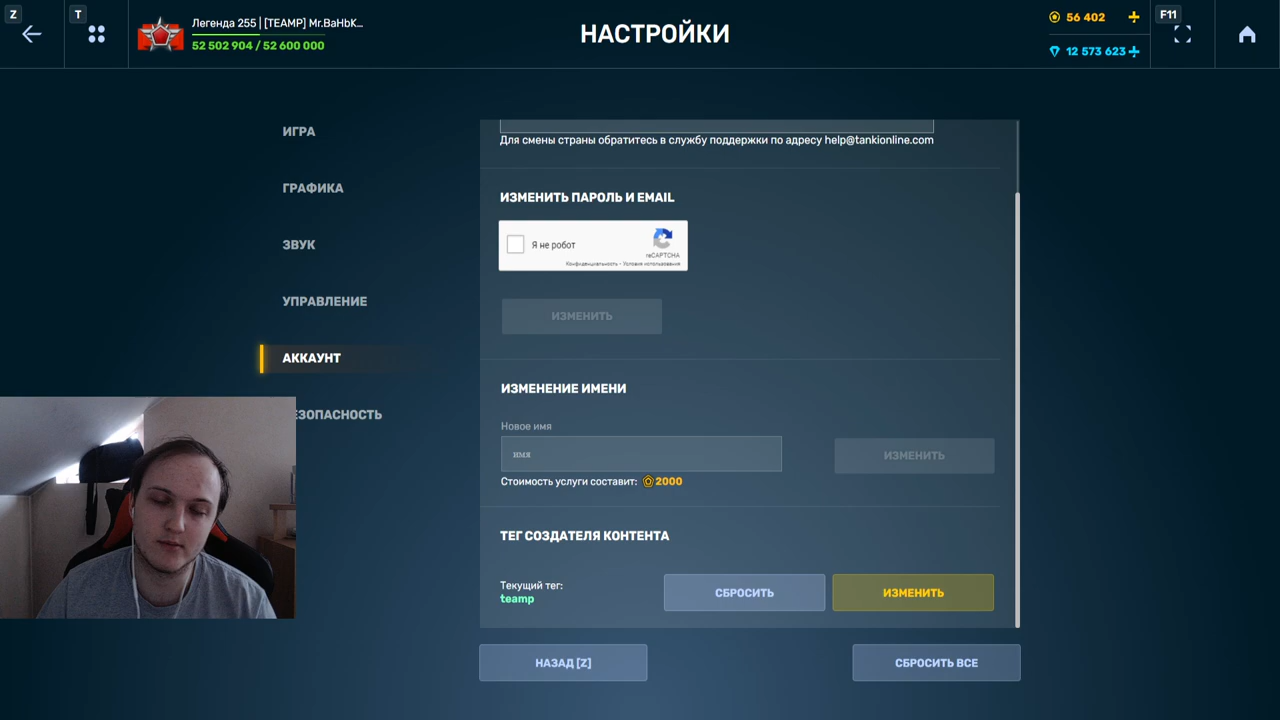 Z
T
Легенда 255 | [TEAMP] Mr.BaHbK...
52 502 904 / 52 600 000
НАСТРОЙКИ
56 402
12 573 623
F11
ИГРА
ГРАФИКА
ЗВУК
УПРАВЛЕНИЕ
АККАУНТ
ЕЗОПАСНОСТЬ
Для смены страны обратитесь в службу поддержки по адресу help@tankionline.com
ИЗМЕНИТЬ ПАРОЛЬ И EMAIL
Я не робот
reCAPTCHA
Конфиденциальность - Условия использования
ИЗМЕНИТЬ
ИЗМЕНЕНИЕ ИМЕНИ
Новое имя
имя
ИЗМЕНИТЬ
Стоимость услуги составит: 2000
ТЕГ СОЗДАТЕЛЯ КОНТЕНТА
Текущий тег:
teamp
СБРОСИТЬ
ИЗМЕНИТЬ
НАЗАД [Z]
СБРОСИТЬ ВСЕ